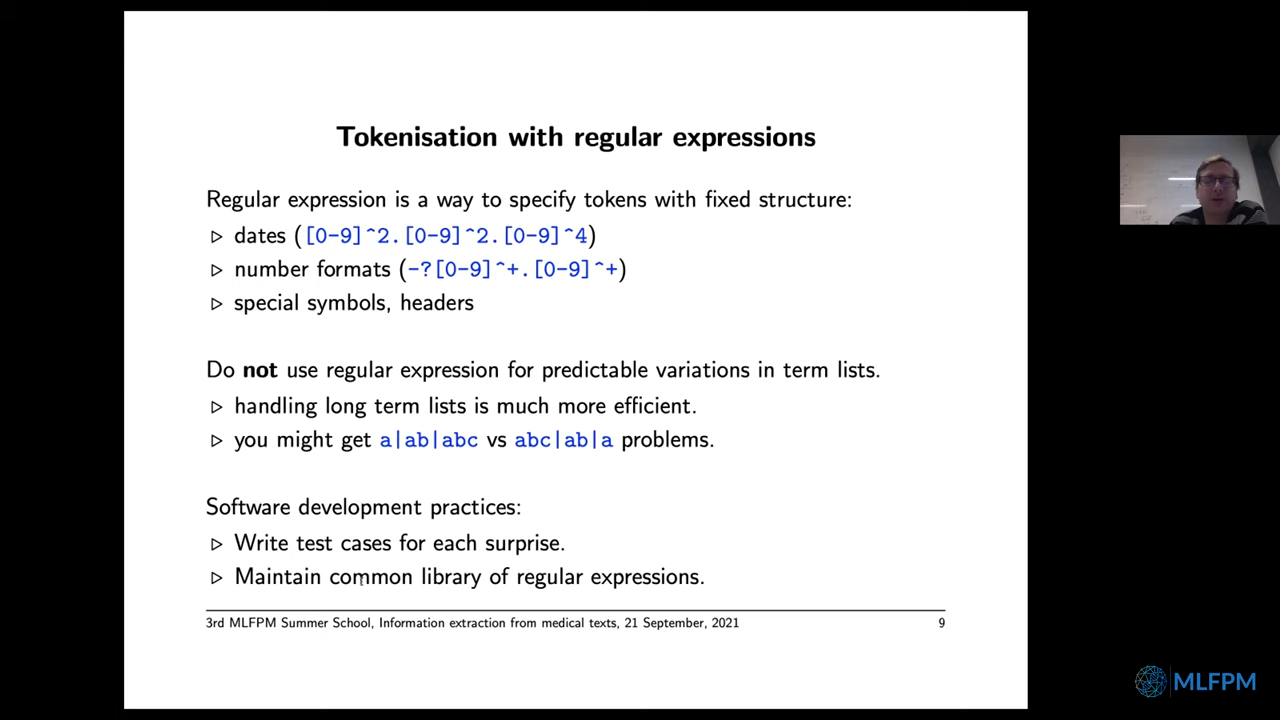 Tokenisation with regular expressions
Regular expression is a way to specify tokens with fixed structure:
▷ dates ([0-9]^2.[0-9]^2.[0-9]^4)
▷ number formats (-?[0-9]^+.[0-9]^+)
▷ special symbols, headers
Do not use regular expression for predictable variations in term lists.
▷ handling long term lists is much more efficient.
▷ you might get a|ab|abc vs abc|ab|a problems.
Software development practices:
▷ Write test cases for each surprise.
▷ Maintain common library of regular expressions.
3rd MLFPM Summer School, Information extraction from medical texts, 21 September, 2021 9
MLFPM